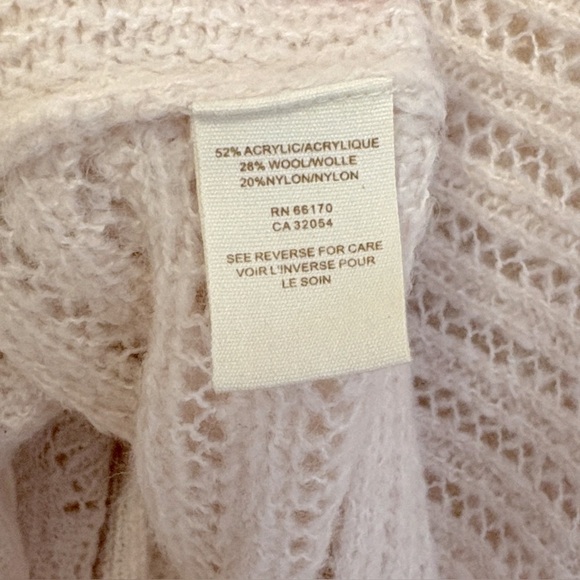 52% ACRYLIC/ACRYLIQUE
28% WOOL/WOLLE
20%NYLON/NYLON
RN 66170
CA 32054
SEE REVERSE FOR CARE
VOIR L'INVERSE POUR
LE SOIN